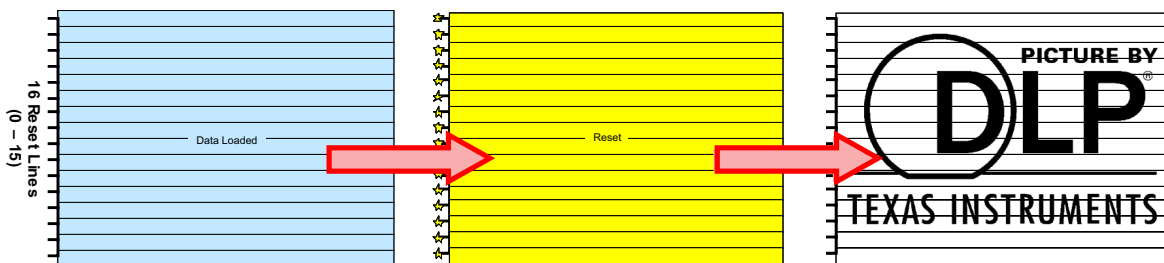 16 Reset Lines
(0 – 15)
Data Loaded
Reset
PICTURE BY
DLP®
TEXAS INSTRUMENTS